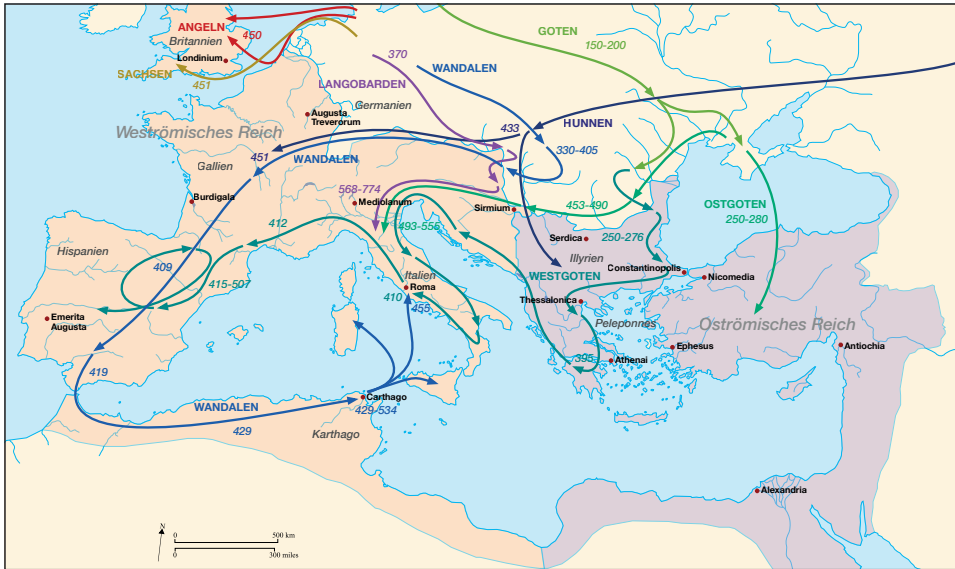 ANGELN
450
Britannien
Londinium
SACHSEN
451
GOTEN
150-200
370
WANDALEN
LANGOBARDEN
Germanien
Augusta
Treverorum
Weströmisches Reich
433
HUNNEN
451
WANDALEN
330-405
Gallien
568-774
Burdigala
Mediolanum
Sirmium
453-490
OSTGOTEN
250-280
412
493-555
Serdica
250-276
Hispanien
Illyrien
409
Constantinopolis
Nicomedia
Italien
WESTGOTEN
415-507
Roma
410
455
Thessalonica
Emerita
Augusta
Peleponnes
Oströmisches Reich
Ephesus
Antiochia
395
Athenai
419
Carthago
WANDALEN
429-534
429
Karthago
Alexandria
N
0
500 km
0
300 miles